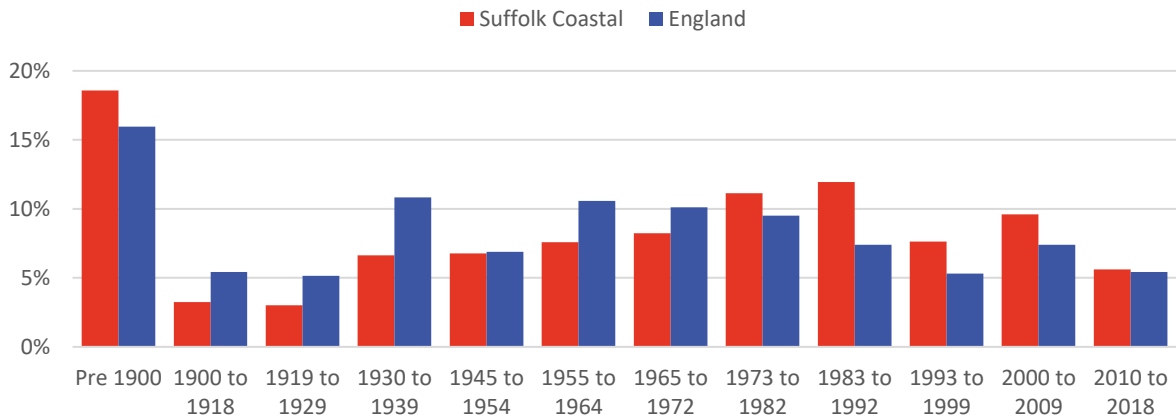 Suffolk Coastal England
20%
15%
10%
5%
0%
Pre 1900 1900 to 1919 to 1930 to 1945 to 1955 to 1965 to 1973 to 1983 to 1993 to 2000 to 2010 to
1918 1929 1939 1954 1964 1972 1982 1992 1999 2009 2018